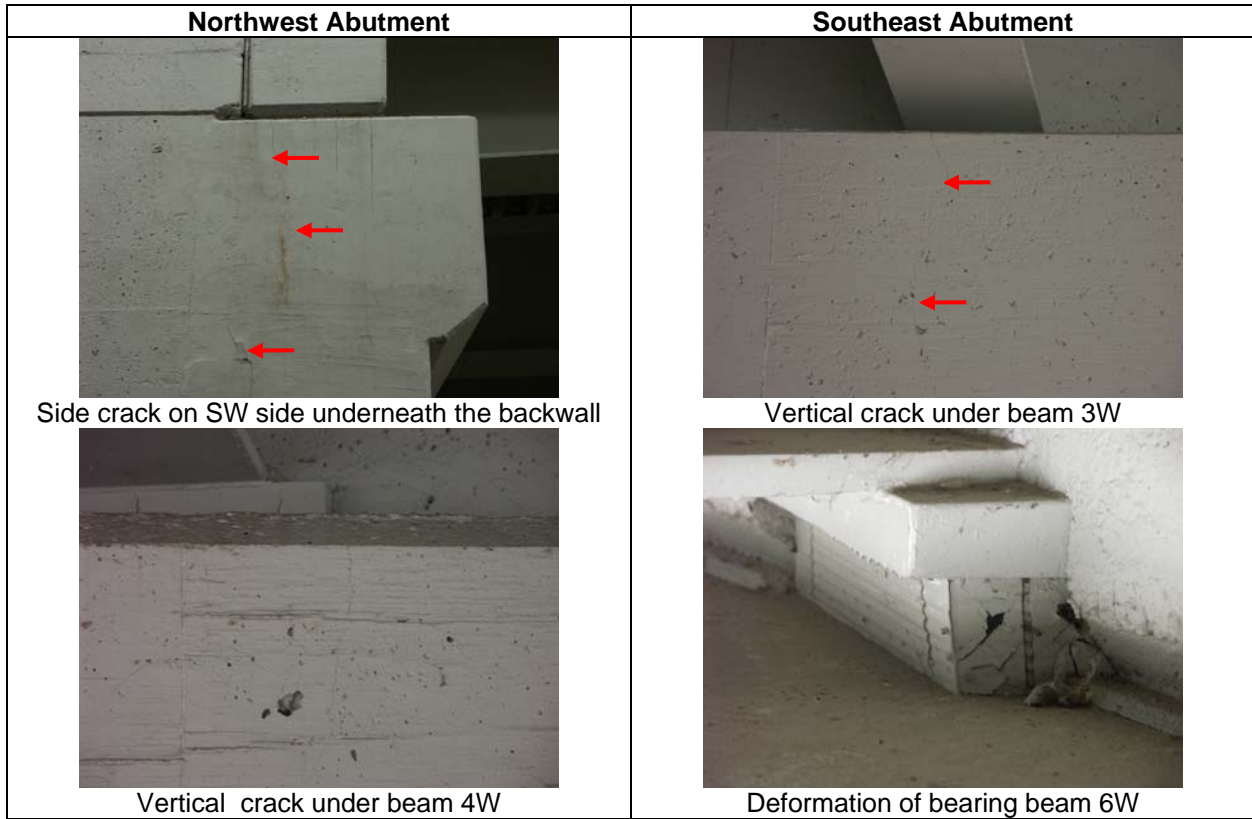 Northwest Abutment
Southeast Abutment
Side crack on SW side underneath the backwall
Vertical crack under beam 3W
Vertical crack under beam 4W
Deformation of bearing beam 6W